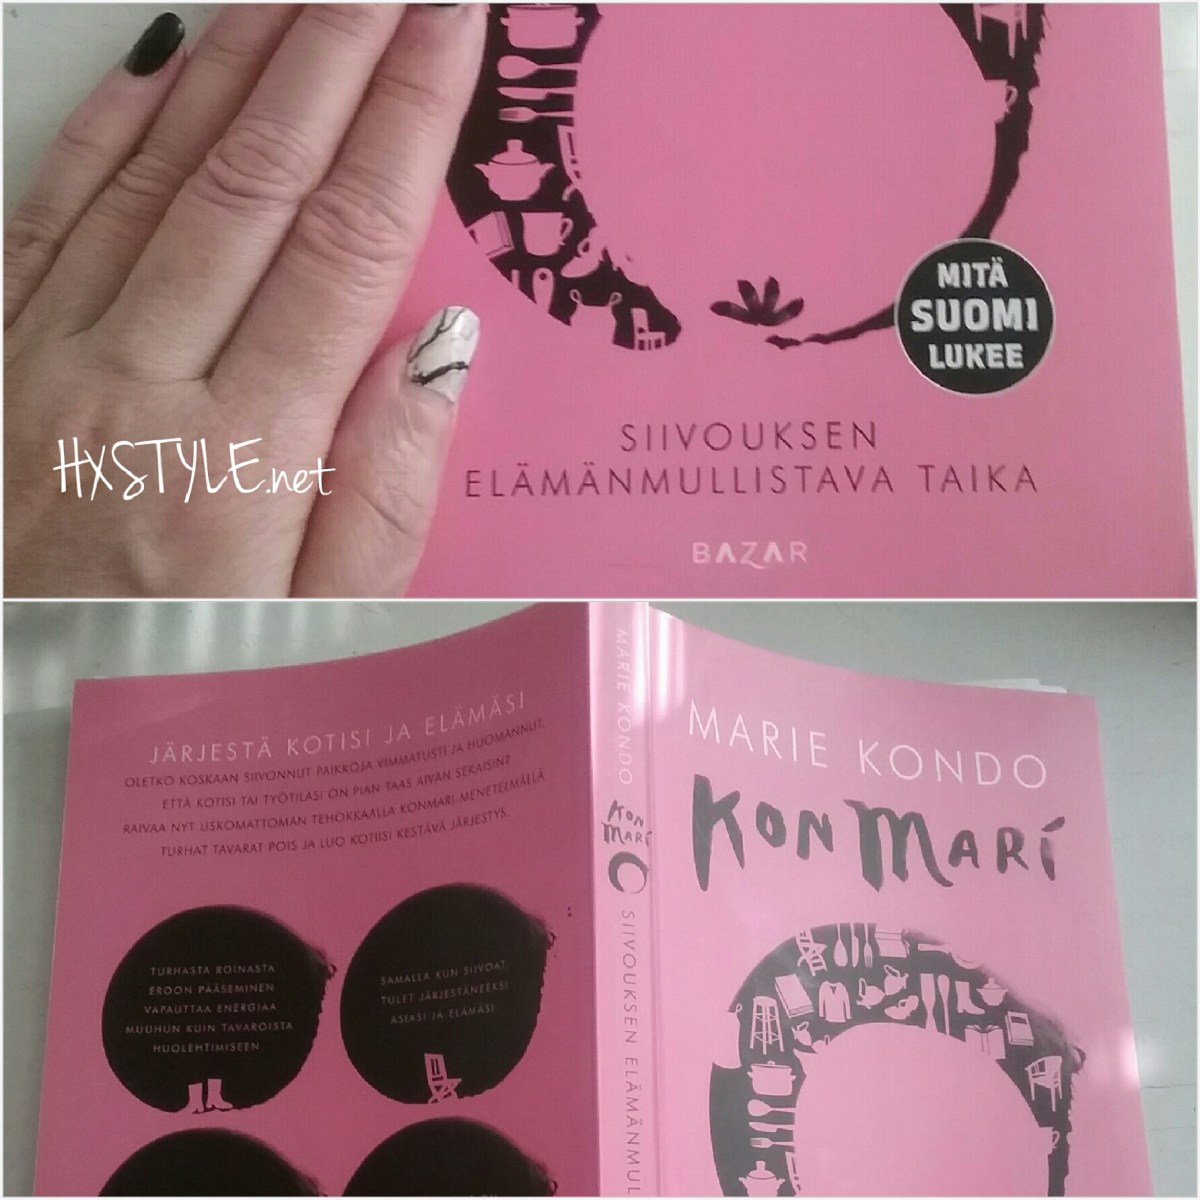 MITÄ
SUOMI
LUKEE
HXSTYLE.net
SIIVOUKSEN
ELÄMÄNMULLISTAVA TAIKA
BAZAR
JÄRJESTÄ KOTISI JA ELÄMÄSI
OLETKO KOSKAAN SIIVONNUT PAIKKOJA VIMMATUSTI JA HUOMANNUT,
ETTÄ KOTISI TAI TYÖTILASI ON PIAN TAAS AIVAN SEKAISIN?
RAIVAA NYT USKOMATTOMAN TEHOKKAALLA KONMARI-MENETELMÄLLÄ
TURHAT TAVARAT POIS JA LUO KOTIISI KESTÄVÄ JÄRJESTYS.
TURHASTA ROINASTA
EROON PÄÄSEMINEN
VAPAUTTAA ENERGIAA
MUUHUN KUIN TAVAROISTA
HUOLEHTIMISEEN
SAMALLA KUN SIIVOAT,
TULET JÄRJESTÄNEEKSI
ASIASI JA ELÄMÄSI.
MARIE KONDO
KON
MARI
SIIVOUKSEN ELÄMÄNMUL
MARIE KONDO
KONMARI